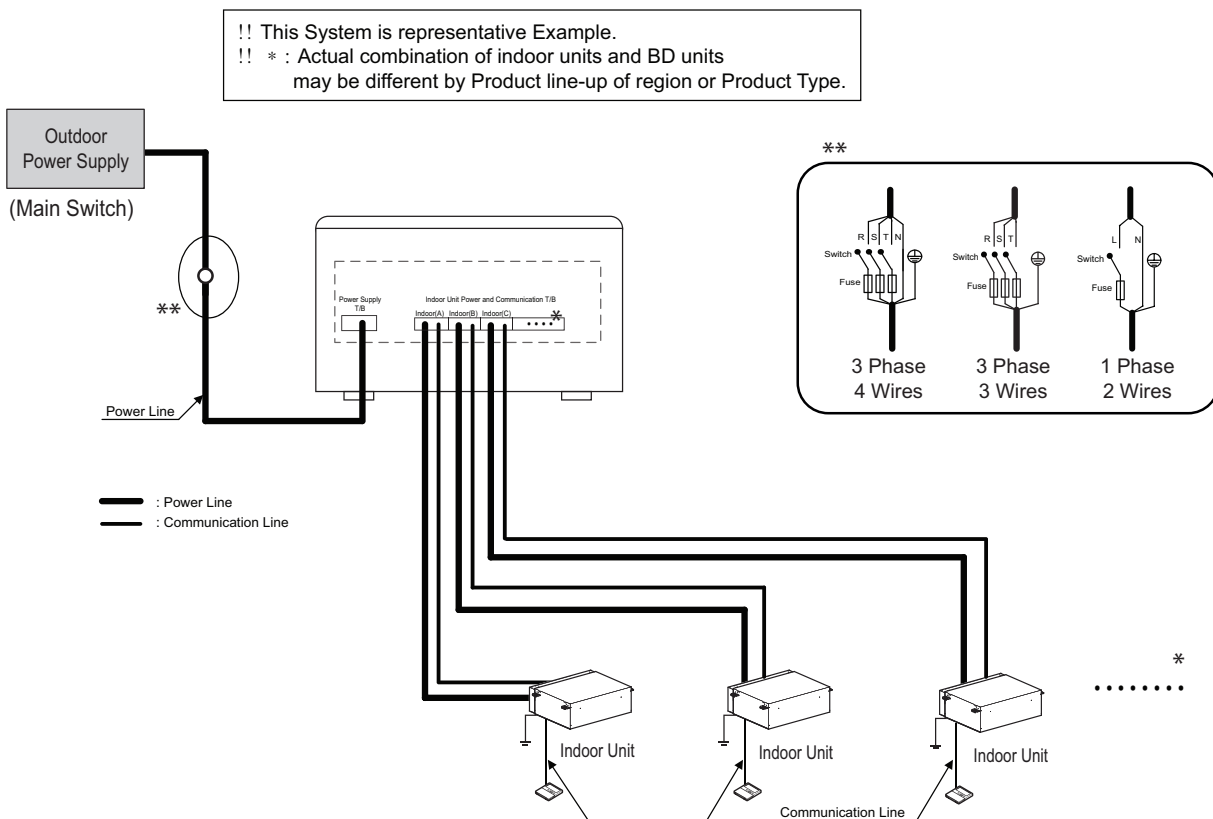 !! This System is representative Example.
!! * : Actual combination of indoor units and BD units
may be different by Product line-up of region or Product Type.
Outdoor
Power Supply
(Main Switch)
**
Power Line
Power Supply
T/B
Indoor Unit Power and Communication T/B
Indoor(A) Indoor(B) Indoor(C) •••• *
**
R S T N
Switch
Fuse
3 Phase
4 Wires
R S T
Switch
Fuse
3 Phase
3 Wires
L N
Switch
Fuse
1 Phase
2 Wires
: Power Line
: Communication Line
*
••••••••
Indoor Unit
Indoor Unit
Indoor Unit
Communication Line